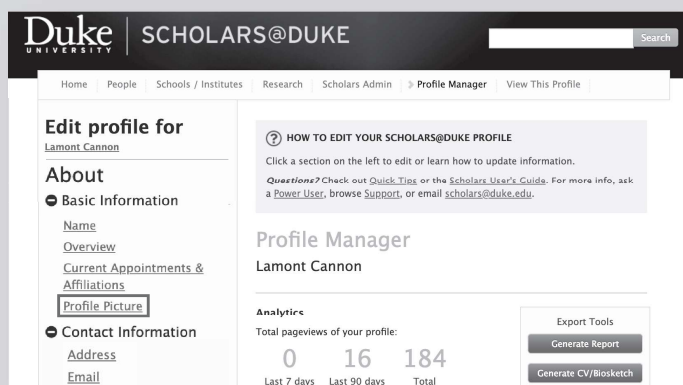 Duke
UNIVERSITY
SCHOLARS@DUKE
Search
Home People Schools / Institutes Research Scholars Admin Profile Manager View This Profile
Edit profile for
Lamont Cannon
About
Basic Information
Name
Overview
Current Appointments &
Affiliations
Profile Picture
Contact Information
Address
Email
? HOW TO EDIT YOUR SCHOLARS@DUKE PROFILE
Click a section on the left to edit or learn how to update information.
Questions? Check out Quick Tips or the Scholars User's Guide. For more info, ask
a Power User, browse Support, or email scholars@duke.edu.
Profile Manager
Lamont Cannon
Analytics
Total pageviews of your profile:
0 16 184
Last 7 days Last 90 days Total
Export Tools
Generate Report
Generate CV/Biosketch